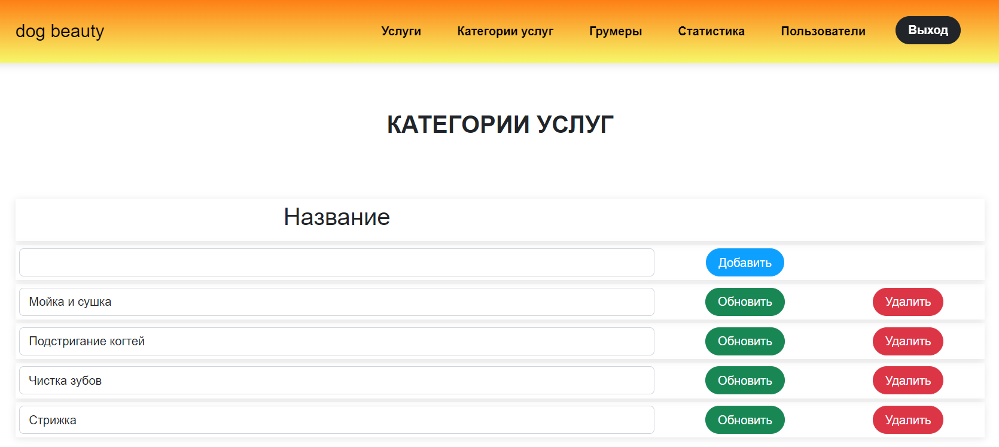 dog beauty Услуги Категории услуг Грумеры Статистика Пользователи Выход
КАТЕГОРИИ УСЛУГ
Название
Добавить
Мойка и сушка Обновить Удалить
Подстригание когтей Обновить Удалить
Чистка зубов Обновить Удалить
Стрижка Обновить Удалить